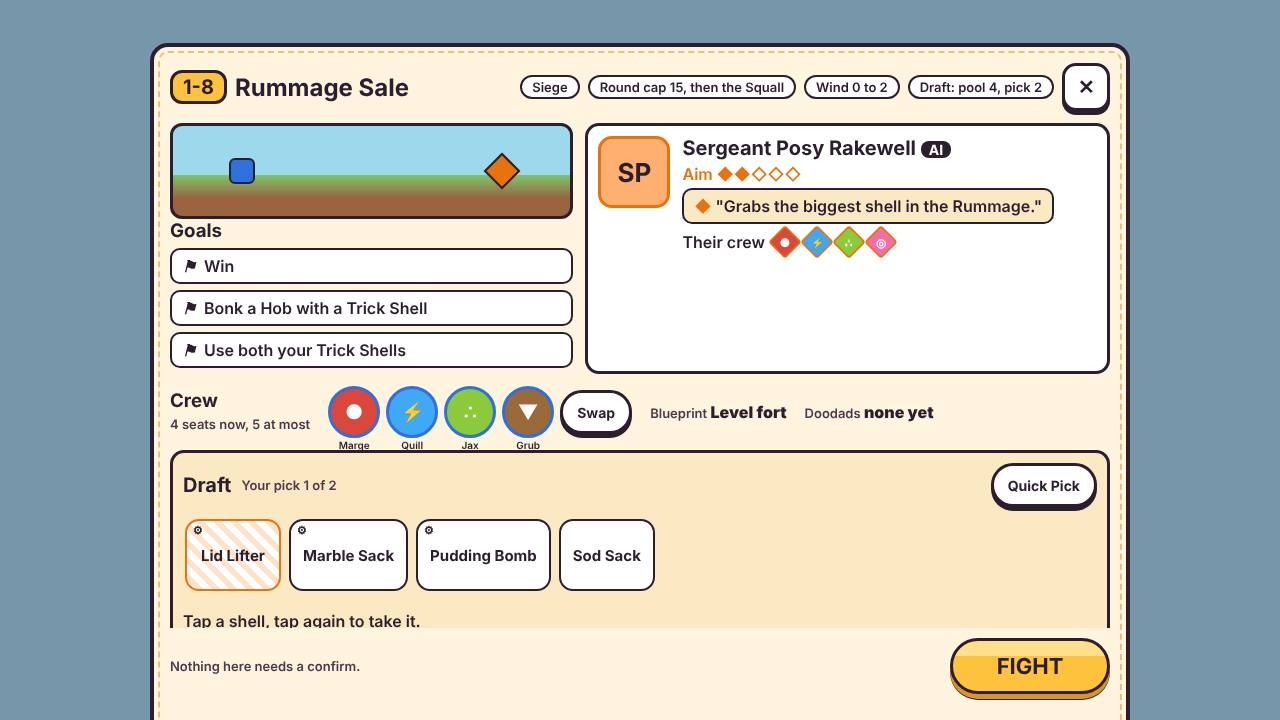 1-8 Rummage Sale
Siege
Round cap 15, then the Squall
Wind 0 to 2
Draft: pool 4, pick 2
✕
SP
Sergeant Posy Rakewell AI
Aim
"Grabs the biggest shell in the Rummage."
Their crew
Goals
Win
Bonk a Hob with a Trick Shell
Use both your Trick Shells
Crew
4 seats now, 5 at most
Marge
Quill
Jax
Grub
Swap
Blueprint Level fort
Doodads none yet
Draft Your pick 1 of 2
Quick Pick
Lid Lifter
Marble Sack
Pudding Bomb
Sod Sack
Tap a shell, tap again to take it.
Nothing here needs a confirm.
FIGHT